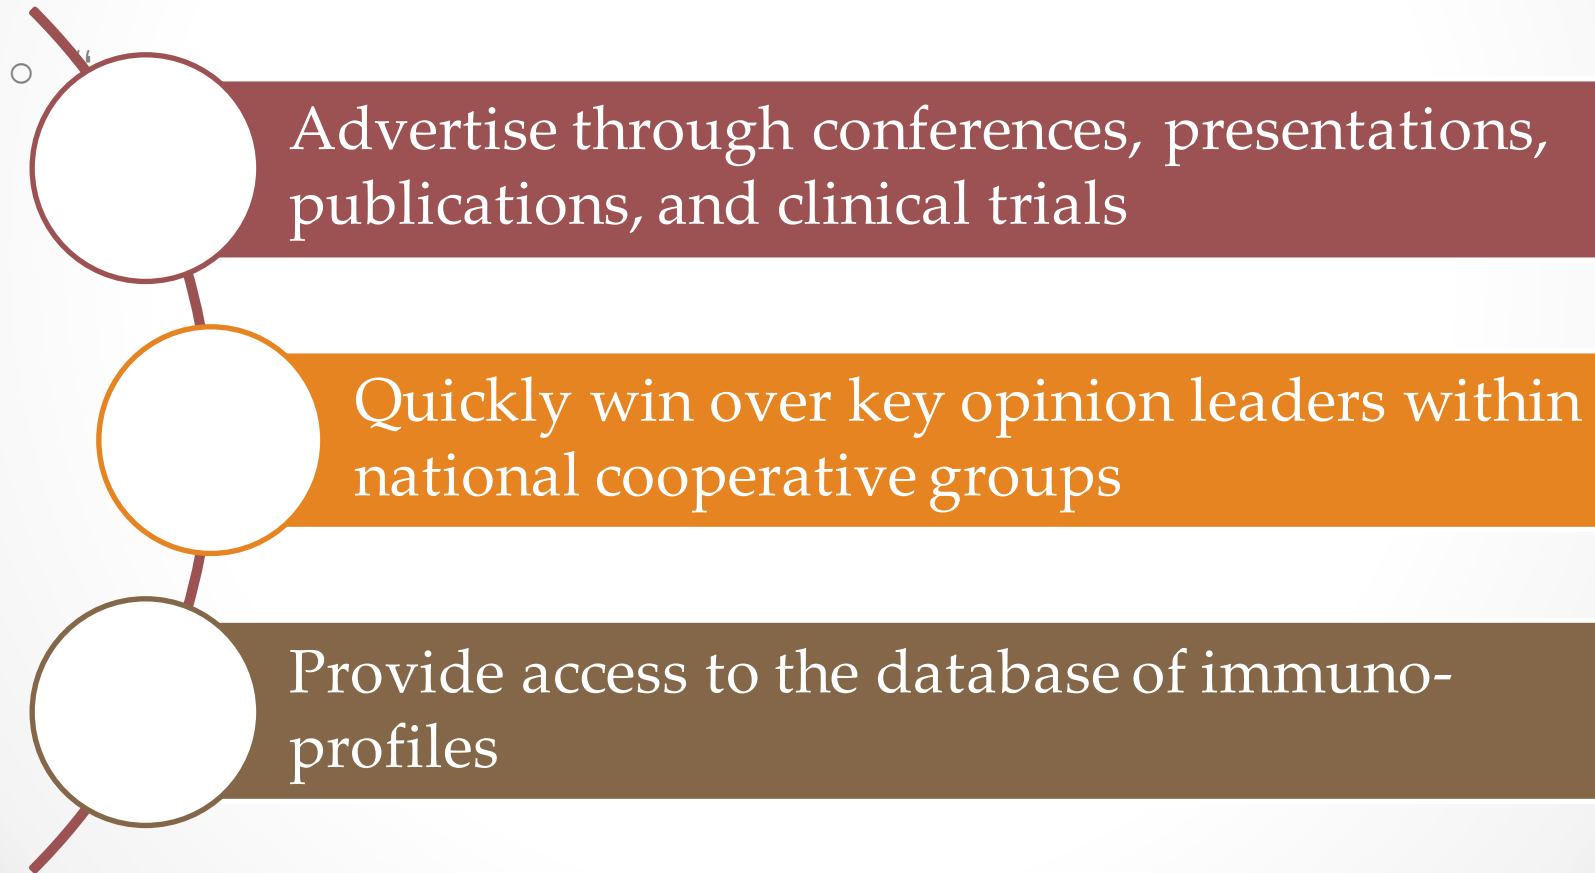 Advertise through conferences, presentations,
publications, and clinical trials
Quickly win over key opinion leaders within
national cooperative groups
Provide access to the database of immuno-
profiles